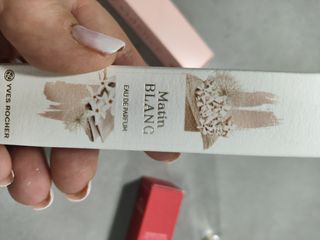 YVES ROCHER
Matin
BLANC
EAU DE PARFUM